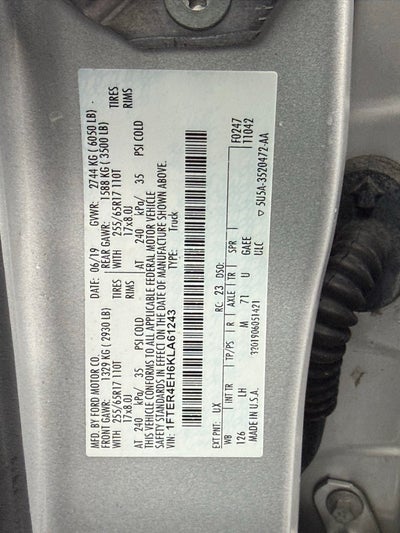 MFD. BY FORD MOTOR CO.
DATE: 06/19 GVWR: 2744 KG ( 6050 LB)
FRONT GAWR: 1329 KG ( 2930 LB) REAR GAWR: 1588 KG ( 3500 LB)
WITH 255/65R17 110T TIRES WITH 255/65R17 110T TIRES
17x8.0J RIMS 17x8.0J RIMS
AT 240 kPa/ 35 PSI COLD AT 240 kPa/ 35 PSI COLD
THIS VEHICLE CONFORMS TO ALL APPLICABLE FEDERAL MOTOR VEHICLE
SAFETY STANDARDS IN EFFECT ON THE DATE OF MANUFACTURE SHOWN ABOVE.
VIN: 1FTER4EH6KLA61243 TYPE: Truck
F0247
11042
EXT PNT: UX RC: 23 DSO:
WB INT TR TP/PS R AXLE TR SPR
126 LH M 71 U GAEE
ULC
3201906051421
MADE IN U.S.A. 5U5A-3520472-AA